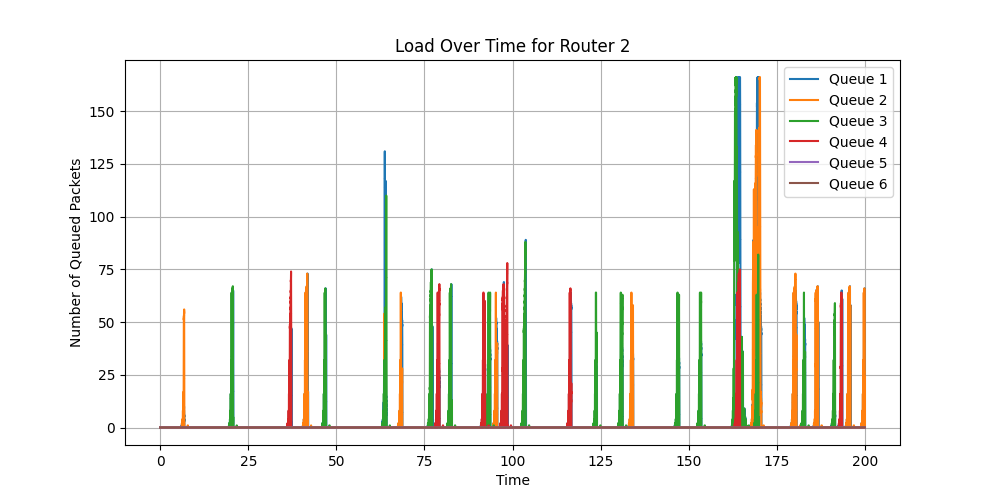 Load Over Time for Router 2
Number of Queued Packets
150
125
100
75
50
25
0
Queue 1
Queue 2
Queue 3
Queue 4
Queue 5
Queue 6
0 25 50 75 100 125 150 175 200
Time